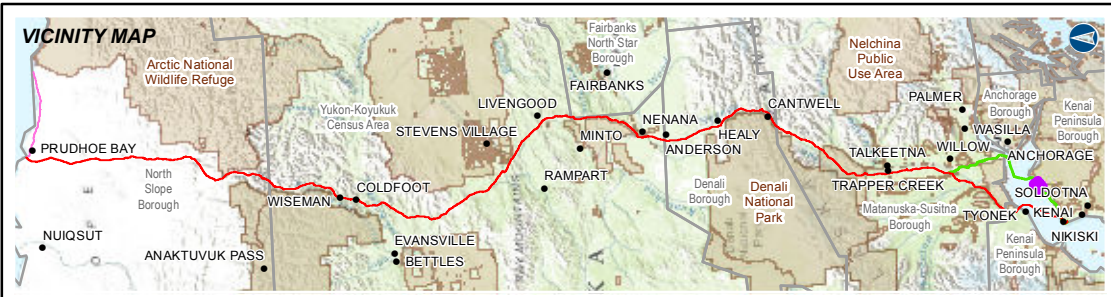 VICINITY MAP
Arctic National
Wildlife Refuge
PRUDHOE BAY
North
Slope
Borough
NUIQSUT
ANAKTUVUK PASS
WISEMAN
COLDFOOT
EVANSVILLE
BETTLES
Yukon-Koyukuk
Census Area
STEVENS VILLAGE
LIVENGOOD
RAMPART
MINTO
Fairbanks
North Star
Borough
FAIRBANKS
NENANA
ANDERSON
HEALY
CANTWELL
Denali
Borough
Denali
National
Park
Nelchina
Public
Use Area
TALKEETNA
TRAPPER CREEK
Matanuska-Susitna
Borough
PALMER
WASILLA
WILLOW
Anchorage
Borough
ANCHORAGE
Kenai
Peninsula
Borough
SOLDOTNA
TYONEK
KENAI
NIKISKI
Kenai
Peninsula
Borough